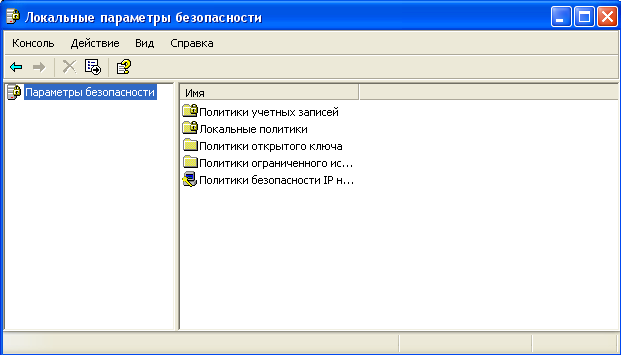 Локальные параметры безопасности
Консоль Действие Вид Справка
Параметры безопасности
Имя
Политики учетных записей
Локальные политики
Политики открытого ключа
Политики ограниченного ис...
Политики безопасности IP н...